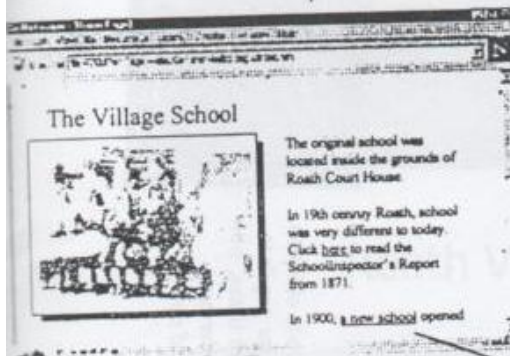 The Village School
The original school was
located inside the grounds of
Roath Court House
In 19th century Roath, school
was very different to today.
Click here to read the
SchoolInspector's Report
from 1871.
In 1900, a new school opened